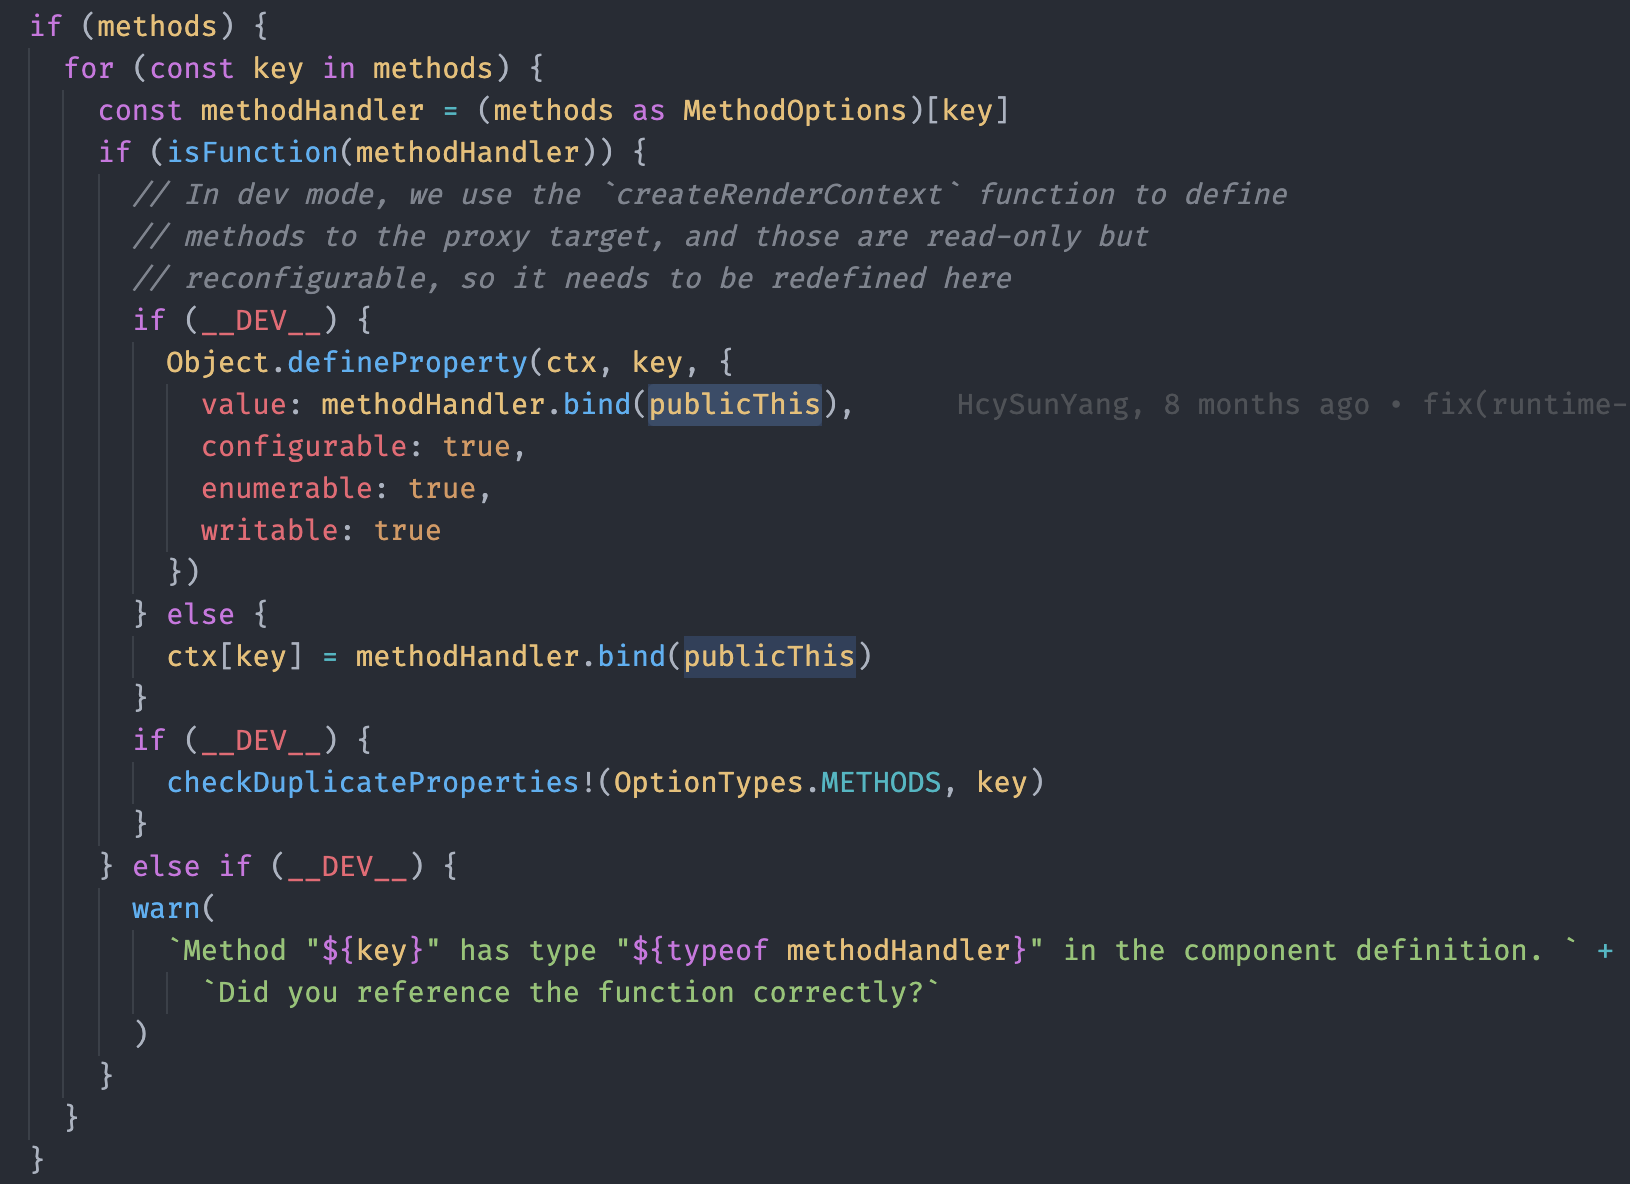 if (methods) {
for (const key in methods) {
const methodHandler = (methods as MethodOptions)[key]
if (isFunction(methodHandler)) {
// In dev mode, we use the `createRenderContext` function to define
// methods to the proxy target, and those are read-only but
// reconfigurable, so it needs to be redefined here
if (__DEV__) {
Object.defineProperty(ctx, key, {
value: methodHandler.bind(publicThis), HcySunYang, 8 months ago • fix(runtime-
configurable: true,
enumerable: true,
writable: true
})
} else {
ctx[key] = methodHandler.bind(publicThis)
}
if (__DEV__) {
checkDuplicateProperties!(OptionTypes.METHODS, key)
}
} else if (__DEV__) {
warn(
`Method "${key}" has type "${typeof methodHandler}" in the component definition. ` +
`Did you reference the function correctly?`
)
}
}
}